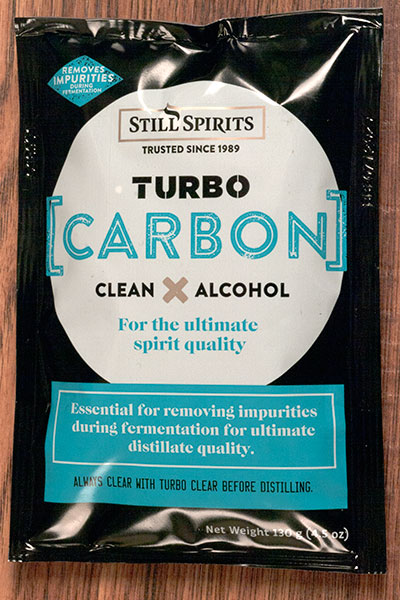 REMOVES
IMPURITIES
DURING
FERMENTATION
STILL SPIRITS
TRUSTED SINCE 1989
TURBO
[CARBON]
CLEAN X ALCOHOL
For the ultimate
spirit quality
Essential for removing impurities
during fermentation for ultimate
distillate quality.
ALWAYS CLEAR WITH TURBO CLEAR BEFORE DISTILLING.
Net Weight 130 g (4.5 oz)